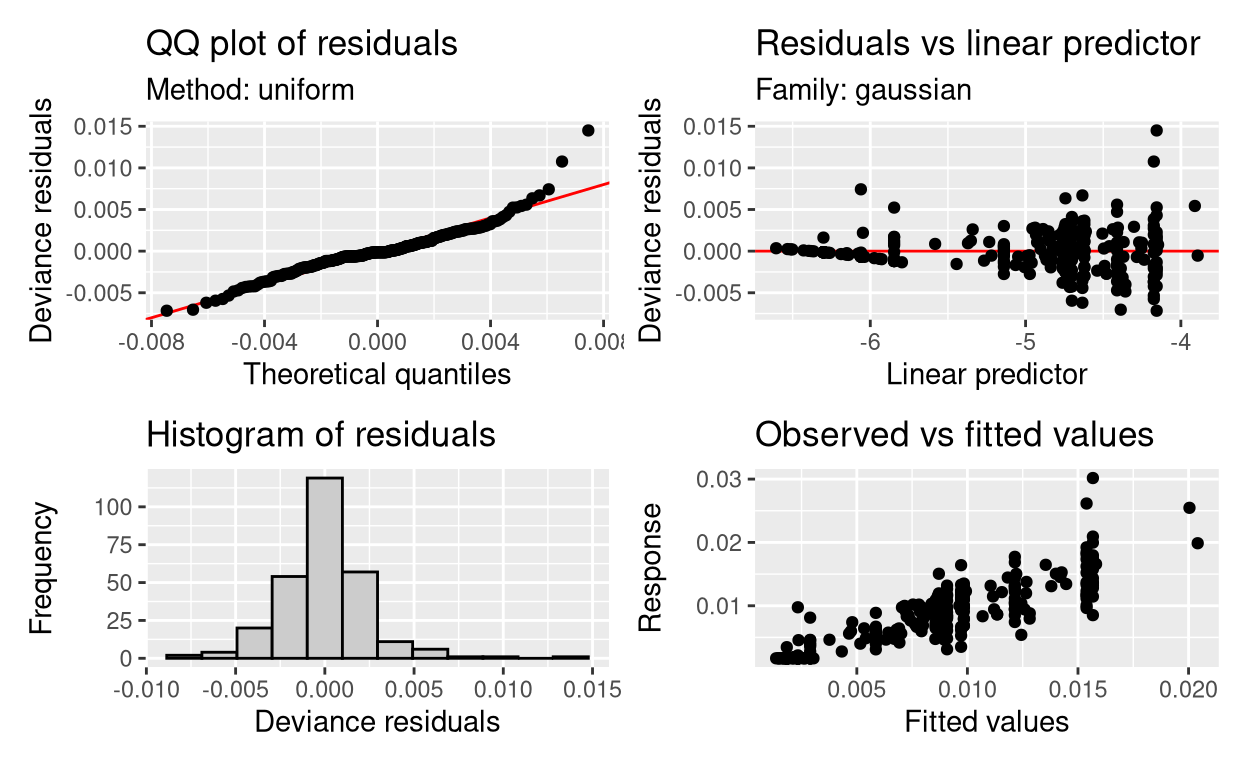 QQ plot of residuals
Method: uniform
Deviance residuals
0.015
0.010
0.005
0.000
-0.005
-0.008
-0.004
0.000
0.004
0.008
Theoretical quantiles
Residuals vs linear predictor
Family: gaussian
Deviance residuals
0.015
0.010
0.005
0.000
-0.005
-6
-5
-4
Linear predictor
Histogram of residuals
Frequency
100
75
50
25
0
-0.010
-0.005
0.000
0.005
0.010
0.015
Deviance residuals
Observed vs fitted values
Response
0.03
0.02
0.01
0.005
0.010
0.015
0.020
Fitted values